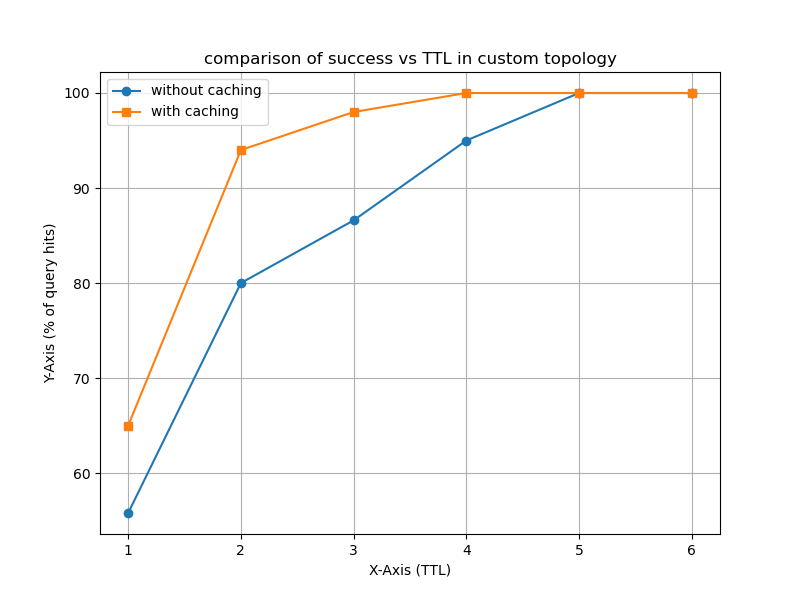 comparison of success vs TTL in custom topology
without caching
with caching
100
90
80
70
60
Y-Axis (% of query hits)
1 2 3 4 5 6
X-Axis (TTL)